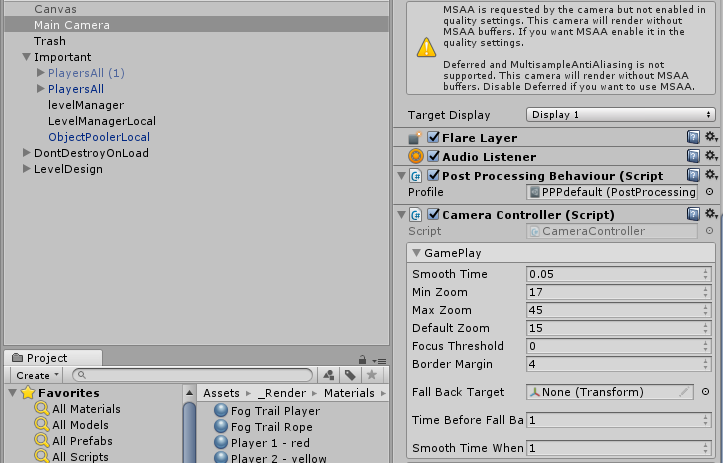 Canvas
Main Camera
Trash
Important
PlayersAll (1)
PlayersAll
levelManager
LevelManagerLocal
ObjectPoolerLocal
DontDestroyOnLoad
LevelDesign
Project
Create
Favorites
All Materials
All Models
All Prefabs
All Scripts
Assets _Render Materials
Fog Trail Player
Fog Trail Rope
Player 1 - red
Player 2 - yellow
MSAA is requested by the camera but not enabled in
quality settings. This camera will render without
MSAA buffers. If you want MSAA enable it in the
quality settings.
Deferred and MultisampleAntiAliasing is not
supported. This camera will render without MSAA
buffers. Disable Deferred if you want to use MSAA.
Target Display Display 1
Flare Layer
Audio Listener
Post Processing Behaviour (Script
Profile PPPdefault (PostProcessing
Camera Controller (Script)
Script CameraController
GamePlay
Smooth Time 0.05
Min Zoom 17
Max Zoom 45
Default Zoom 15
Focus Threshold 0
Border Margin 4
Fall Back Target None (Transform)
Time Before Fall Ba 1
Smooth Time When 1